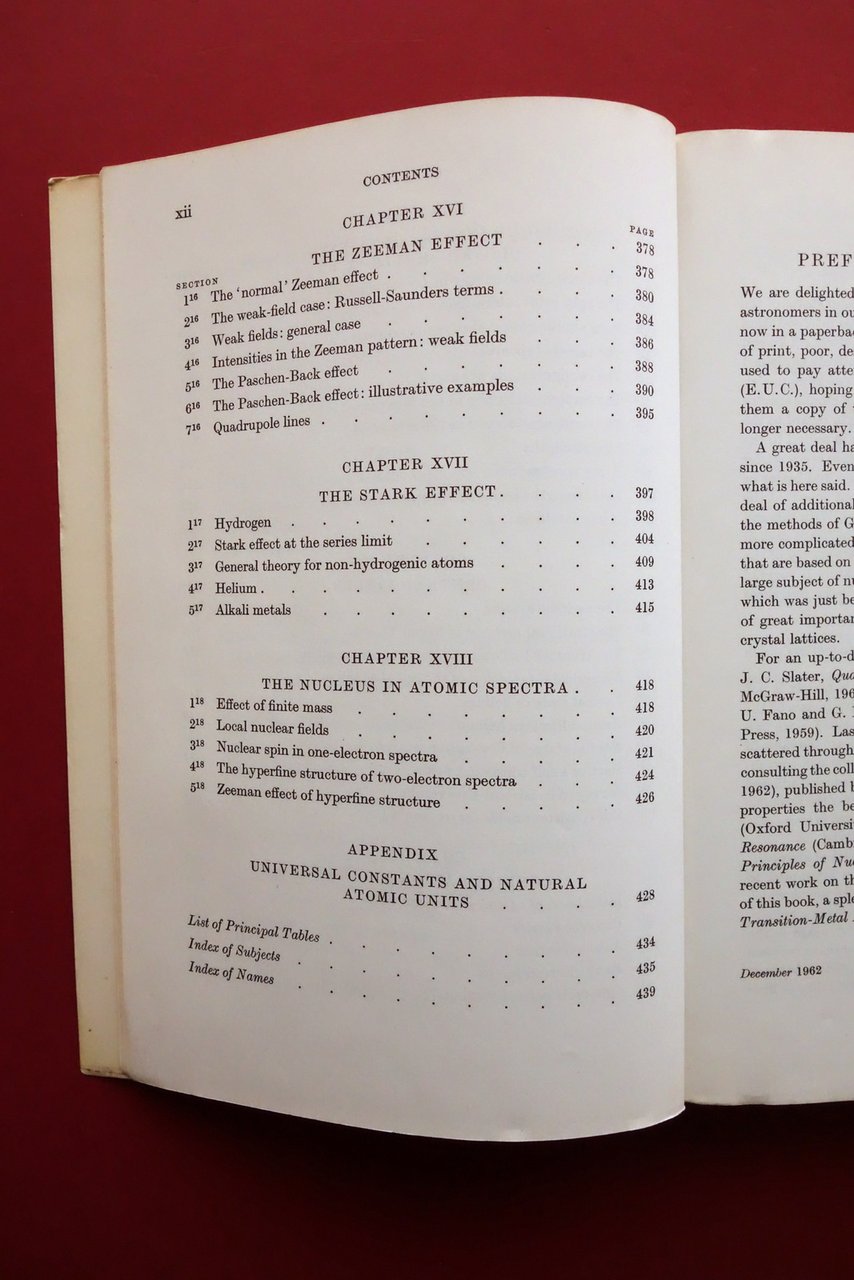 xii
CONTENTS
CHAPTER XVI
PAGE
THE ZEEMAN EFFECT . . . 378
SECTION
1¹⁶ The 'normal' Zeeman effect . . . . . . . 378
2¹⁶ The weak-field case: Russell-Saunders terms . . . . 380
3¹⁶ Weak fields: general case . . . . . . . 384
4¹⁶ Intensities in the Zeeman pattern: weak fields . . . 386
5¹⁶ The Paschen-Back effect . . . . . . . 388
6¹⁶ The Paschen-Back effect: illustrative examples . . . 390
7¹⁶ Quadrupole lines . . . . . . . . . 395
CHAPTER XVII
THE STARK EFFECT . . . . 397
1¹⁷ Hydrogen . . . . . . . . . . 398
2¹⁷ Stark effect at the series limit . . . . . . 404
3¹⁷ General theory for non-hydrogenic atoms . . . . 409
4¹⁷ Helium . . . . . . . . . . 413
5¹⁷ Alkali metals . . . . . . . . . 415
CHAPTER XVIII
THE NUCLEUS IN ATOMIC SPECTRA . . 418
1¹⁸ Effect of finite mass . . . . . . . . 418
2¹⁸ Local nuclear fields . . . . . . . . 420
3¹⁸ Nuclear spin in one-electron spectra . . . . . 421
4¹⁸ The hyperfine structure of two-electron spectra . . . 424
5¹⁸ Zeeman effect of hyperfine structure . . . . . 426
APPENDIX
UNIVERSAL CONSTANTS AND NATURAL
ATOMIC UNITS . . . . 428
List of Principal Tables . . . . . . . . . 434
Index of Subjects . . . . . . . . . . 435
Index of Names . . . . . . . . . . 439
PREF
We are delighted
astronomers in ou
now in a paperba
of print, poor, de
used to pay atte
(E.U.C.), hoping
them a copy of
longer necessary.
A great deal ha
since 1935. Even
what is here said.
deal of additional
the methods of G
more complicated
that are based on
large subject of nu
which was just be
of great importan
crystal lattices.
For an up-to-d
J. C. Slater, Qua
McGraw-Hill, 196
U. Fano and G.
Press, 1959). Las
scattered through
consulting the coll
1962), published b
properties the be
(Oxford Universi
Resonance (Camb
Principles of Nuc
recent work on th
of this book, a sple
Transition-Metal
December 1962